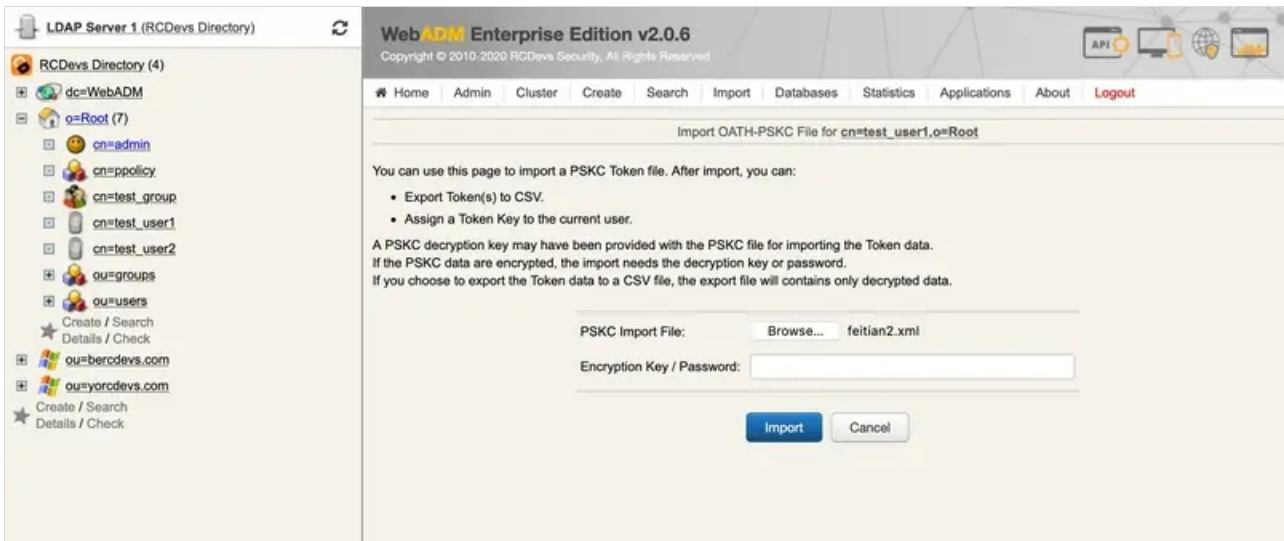 LDAP Server 1 (RCDevs Directory)
RCDevs Directory (4)
dc=WebADM
o=Root (7)
cn=admin
cn=ppolicy
cn=test_group
cn=test_user1
cn=test_user2
ou=groups
ou=users
Create / Search
Details / Check
ou=bercdevs.com
ou=yorcdevs.com
Create / Search
Details / Check
WebADM Enterprise Edition v2.0.6
Copyright © 2010-2020 RCDevs Security, All Rights Reserved
API
Home Admin Cluster Create Search Import Databases Statistics Applications About Logout
Import OATH-PSKC File for cn=test_user1,o=Root
You can use this page to import a PSKC Token file. After import, you can:
• Export Token(s) to CSV.
• Assign a Token Key to the current user.
A PSKC decryption key may have been provided with the PSKC file for importing the Token data.
If the PSKC data are encrypted, the import needs the decryption key or password.
If you choose to export the Token data to a CSV file, the export file will contains only decrypted data.
PSKC Import File: Browse... feitian2.xml
Encryption Key / Password:
Import Cancel